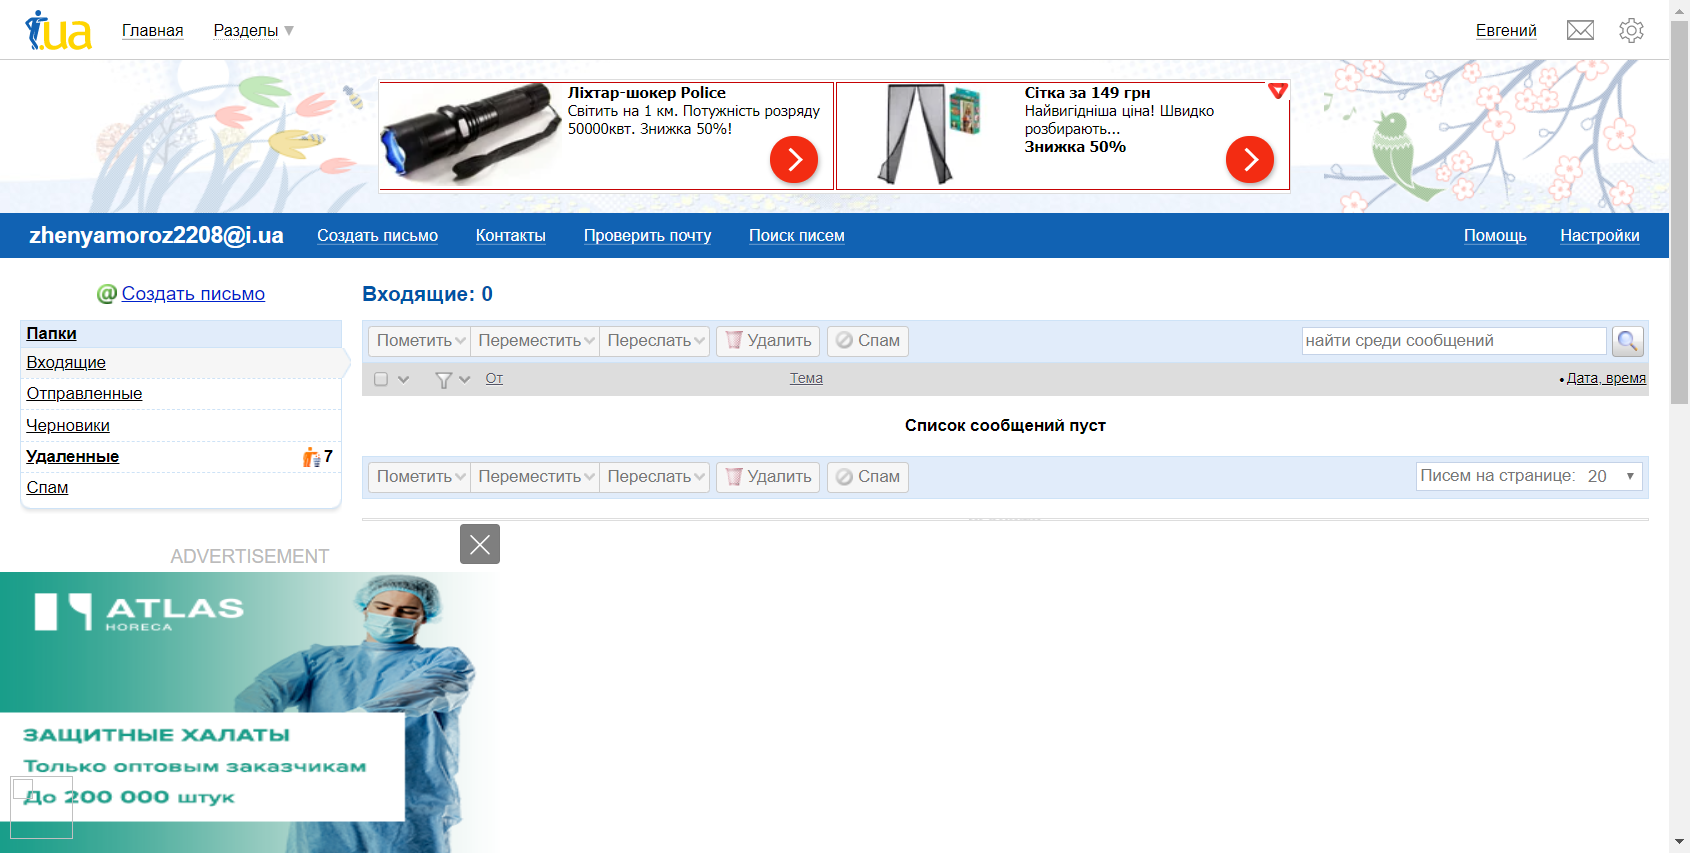 i.ua
Главная
Разделы ▼
Евгений
Ліхтар-шокер Police
Світить на 1 км. Потужність розряду
50000квт. Знижка 50%!
Сітка за 149 грн
Найвигідніша ціна! Швидко
розбирають...
Знижка 50%
zhenyamoroz2208@i.ua
Создать письмо
Контакты
Проверить почту
Поиск писем
Помощь
Настройки
@ Создать письмо
Папки
Входящие
Отправленные
Черновики
Удаленные 7
Спам
Входящие: 0
Пометить Переместить Переслать Удалить Спам
найти среди сообщений
От Тема •Дата, время
Список сообщений пуст
Пометить Переместить Переслать Удалить Спам
Писем на странице: 20
ADVERTISEMENT
ATLAS
HORECA
ЗАЩИТНЫЕ ХАЛАТЫ
Только оптовым заказчикам
До 200 000 штук